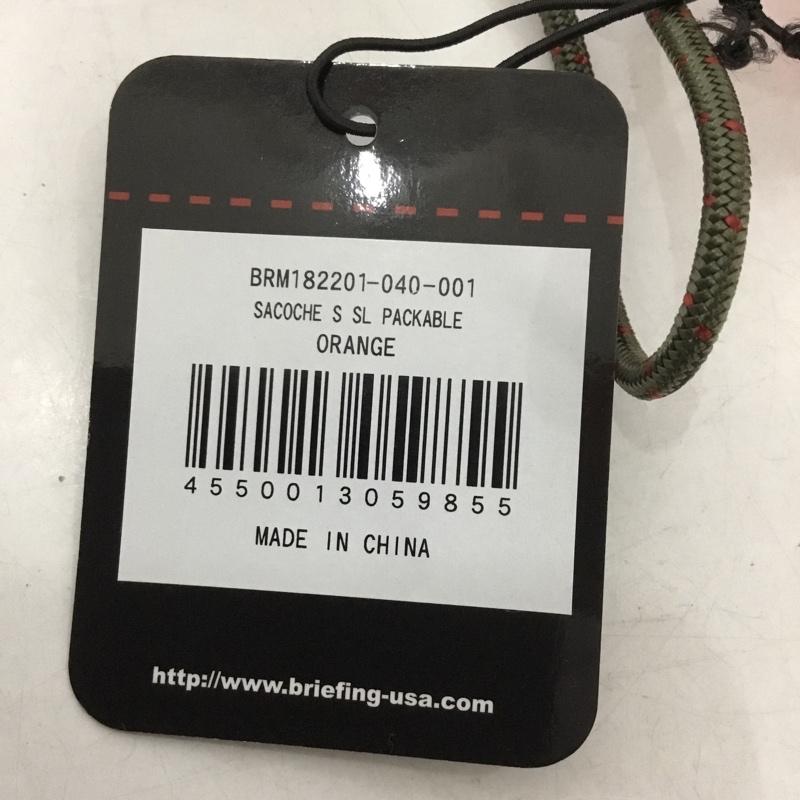 BRM182201-040-001
SACOCHE S SL PACKABLE
ORANGE
4550013059855
MADE IN CHINA
http://www.briefing-usa.com